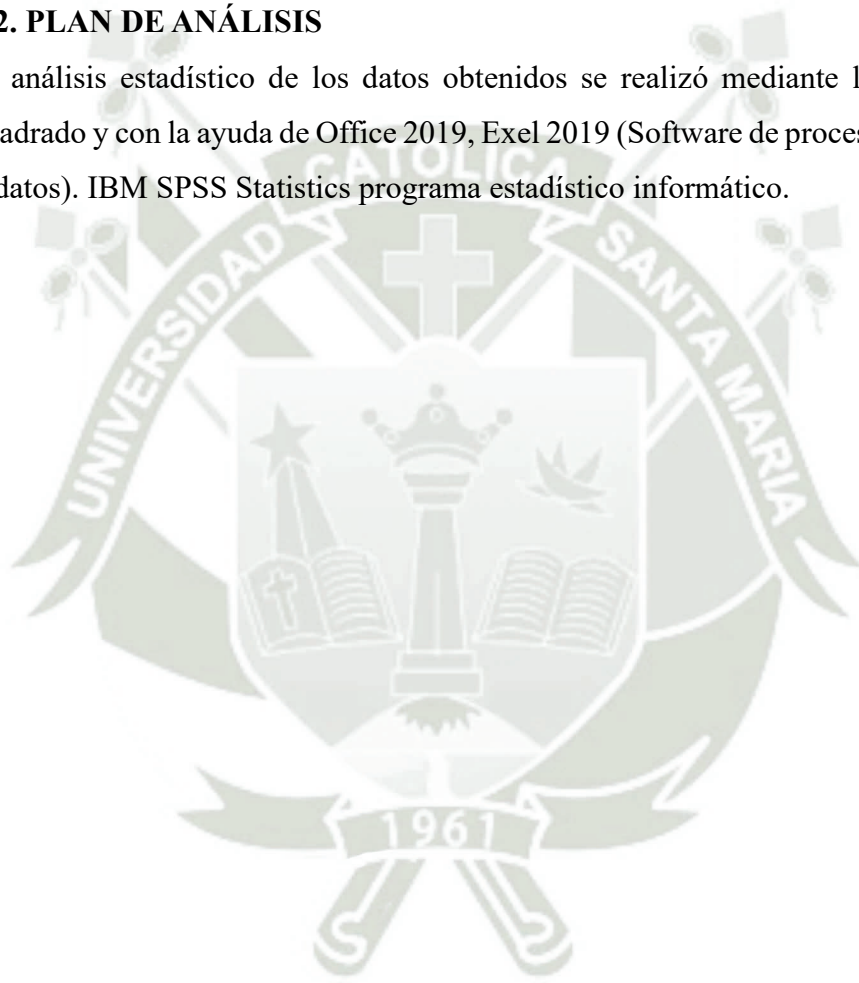 2. PLAN DE ANÁLISIS
análisis estadístico de los datos obtenidos se realizó mediante l
adrado y con la ayuda de Office 2019, Exel 2019 (Software de proces
datos). IBM SPSS Statistics programa estadístico informático.
CATOLICA
UNIVERSIDAD
SANTA MARIA
1961